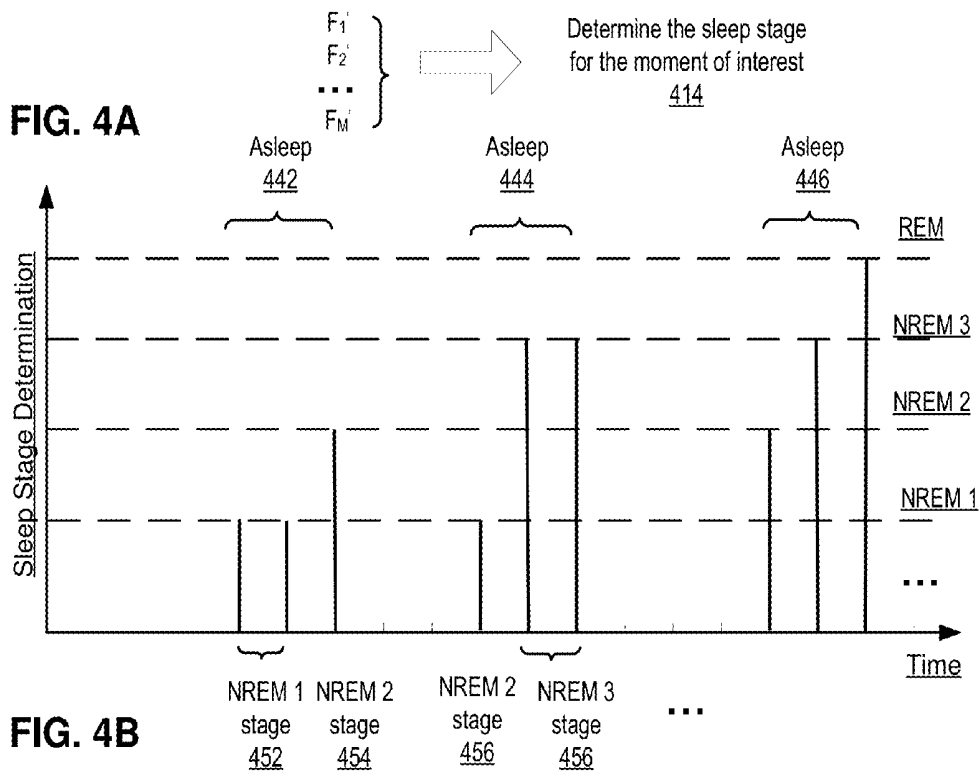 F1'
F2'
...
FM'
Determine the sleep stage
for the moment of interest
414
FIG. 4A
Asleep
442
Asleep
444
Asleep
446
REM
NREM 3
NREM 2
NREM 1
...
Sleep Stage Determination
Time
NREM 1
stage
452
NREM 2
stage
454
NREM 2
stage
456
NREM 3
stage
456
...
FIG. 4B